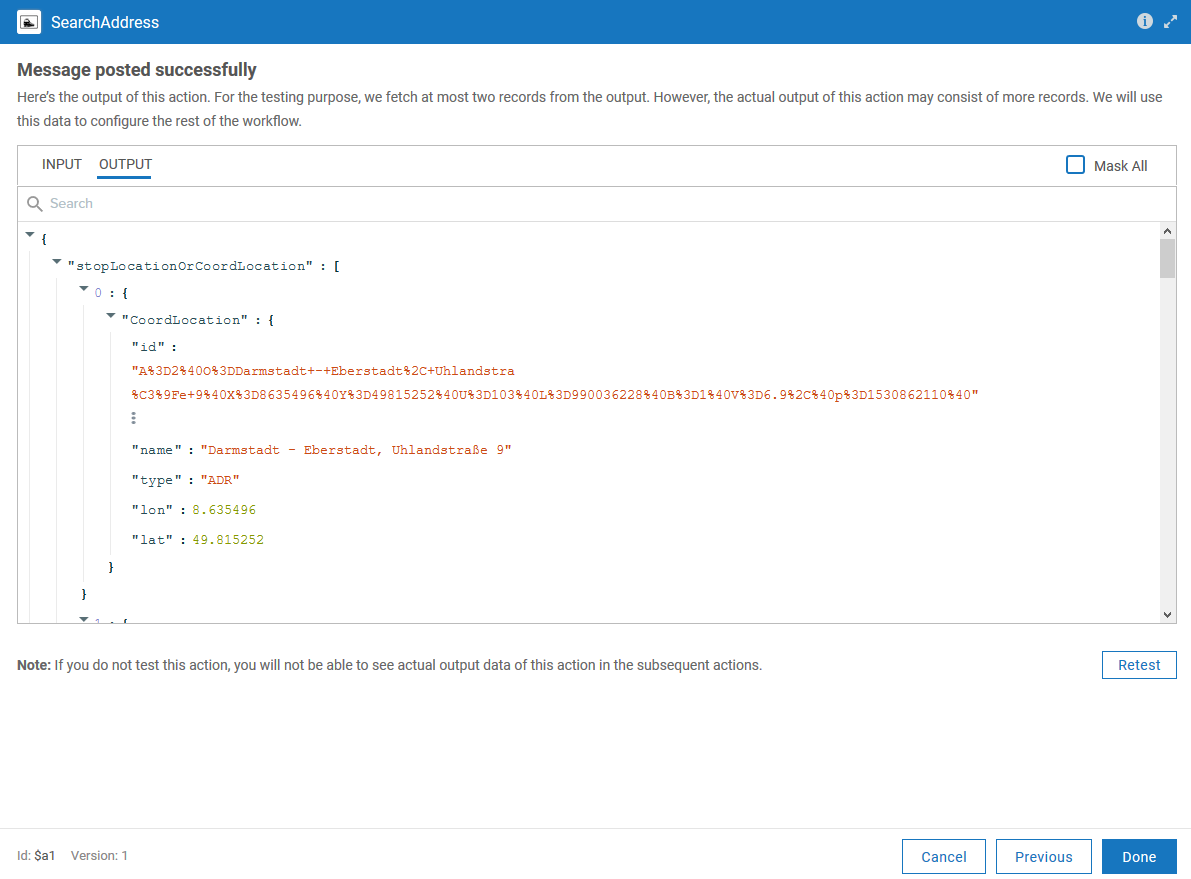 SearchAddress
Message posted successfully
Here’s the output of this action. For the testing purpose, we fetch at most two records from the output. However, the actual output of this action may consist of more records. We will use
this data to configure the rest of the workflow.
INPUT OUTPUT
Mask All
Search
{
"stopLocationOrCoordLocation" : [
0 : {
"CoordLocation" : {
"id" :
"A%3D2%40O%3DDarmstadt+-+Eberstadt%2C+Uhlandstra
%C3%9Fe+9%40X%3D8635496%40Y%3D49815252%40U%3D103%40L%3D990036228%40B%3D1%40V%3D6.9%2C%40p%3D1530862110%40"
"name" : "Darmstadt - Eberstadt, Uhlandstraße 9"
"type" : "ADR"
"lon" : 8.635496
"lat" : 49.815252
}
}
1 : {
Note: If you do not test this action, you will not be able to see actual output data of this action in the subsequent actions.
Retest
Id: $a1 Version: 1
Cancel Previous Done